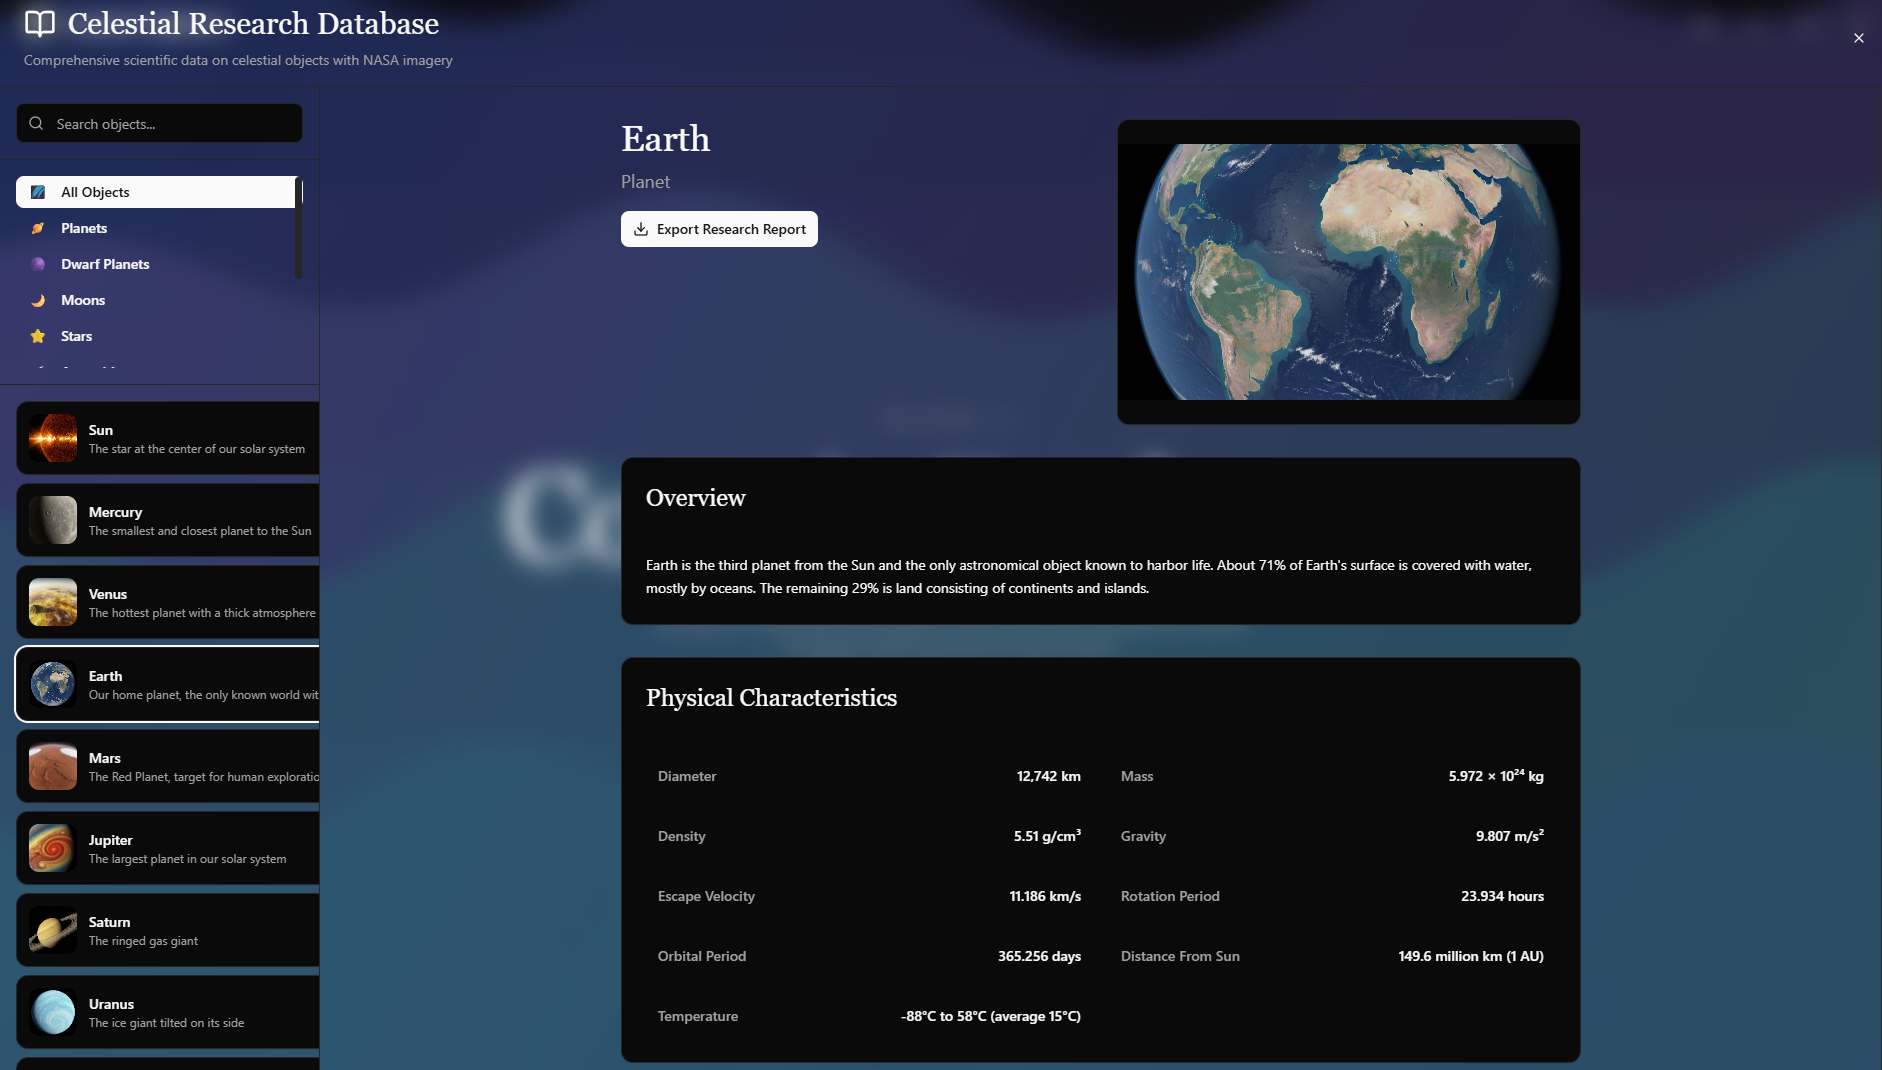 Celestial Research Database
Comprehensive scientific data on celestial objects with NASA imagery
Search objects...
All Objects
Planets
Dwarf Planets
Moons
Stars
Sun
The star at the center of our solar system
Mercury
The smallest and closest planet to the Sun
Venus
The hottest planet with a thick atmosphere
Earth
Our home planet, the only known world wit
Mars
The Red Planet, target for human exploratio
Jupiter
The largest planet in our solar system
Saturn
The ringed gas giant
Uranus
The ice giant tilted on its side
Earth
Planet
Export Research Report
Overview
Earth is the third planet from the Sun and the only astronomical object known to harbor life. About 71% of Earth's surface is covered with water,
mostly by oceans. The remaining 29% is land consisting of continents and islands.
Physical Characteristics
Diameter 12,742 km Mass 5.972 × 10²⁴ kg
Density 5.51 g/cm³ Gravity 9.807 m/s²
Escape Velocity 11.186 km/s Rotation Period 23.934 hours
Orbital Period 365.256 days Distance From Sun 149.6 million km (1 AU)
Temperature -88°C to 58°C (average 15°C)